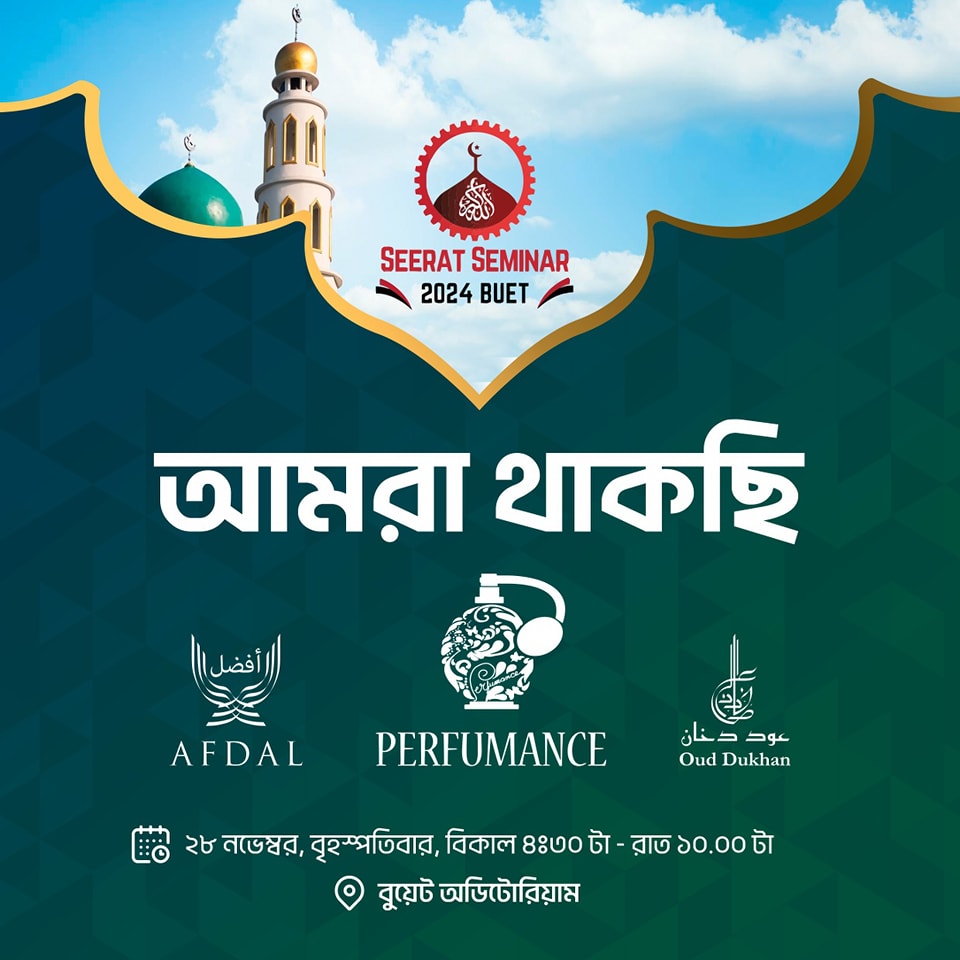 SEERAT SEMINAR
2024 BUET
আমরা থাকছি
أفضل
AFDAL
Perfumance
PERFUMANCE
عود دخان
Oud Dukhan
২৮ নভেম্বর, বৃহস্পতিবার, বিকাল ৪ঃ৩০ টা - রাত ১০.০০ টা
বুয়েট অডিটোরিয়াম